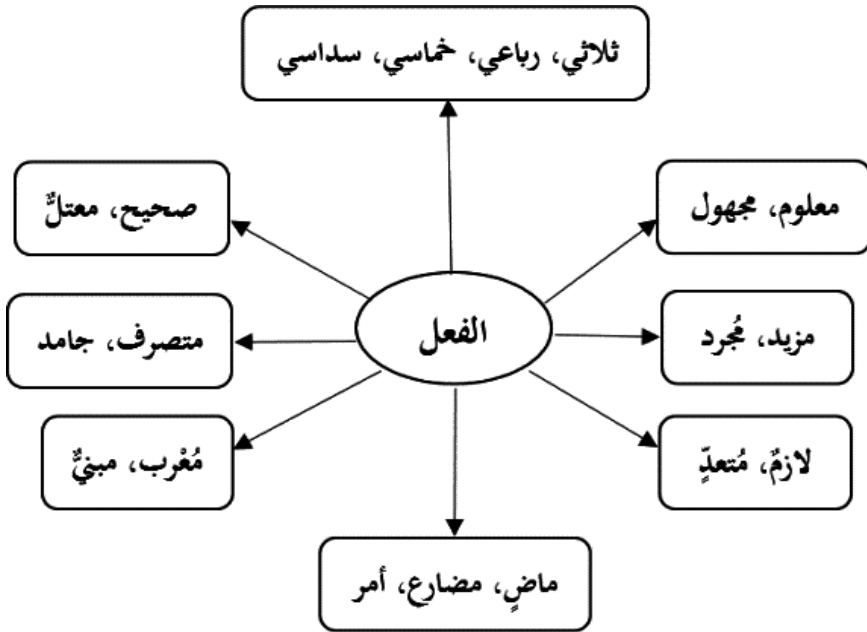 ثلاثي، رباعي، خماسي، سداسي
معلوم، مجهول
صحيح، معتلٌّ
الفعل
مزيد، مُجرد
متصرف، جامد
لازمٌ، مُتعدٍّ
مُعْرب، مبنيٌّ
ماضٍ، مضارع، أمر